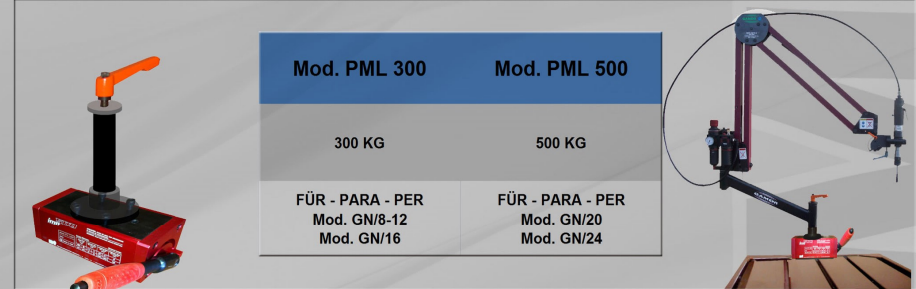 Mod. PML 300
Mod. PML 500
300 KG
500 KG
FÜR - PARA - PER
Mod. GN/8-12
Mod. GN/16
FÜR - PARA - PER
Mod. GN/20
Mod. GN/24